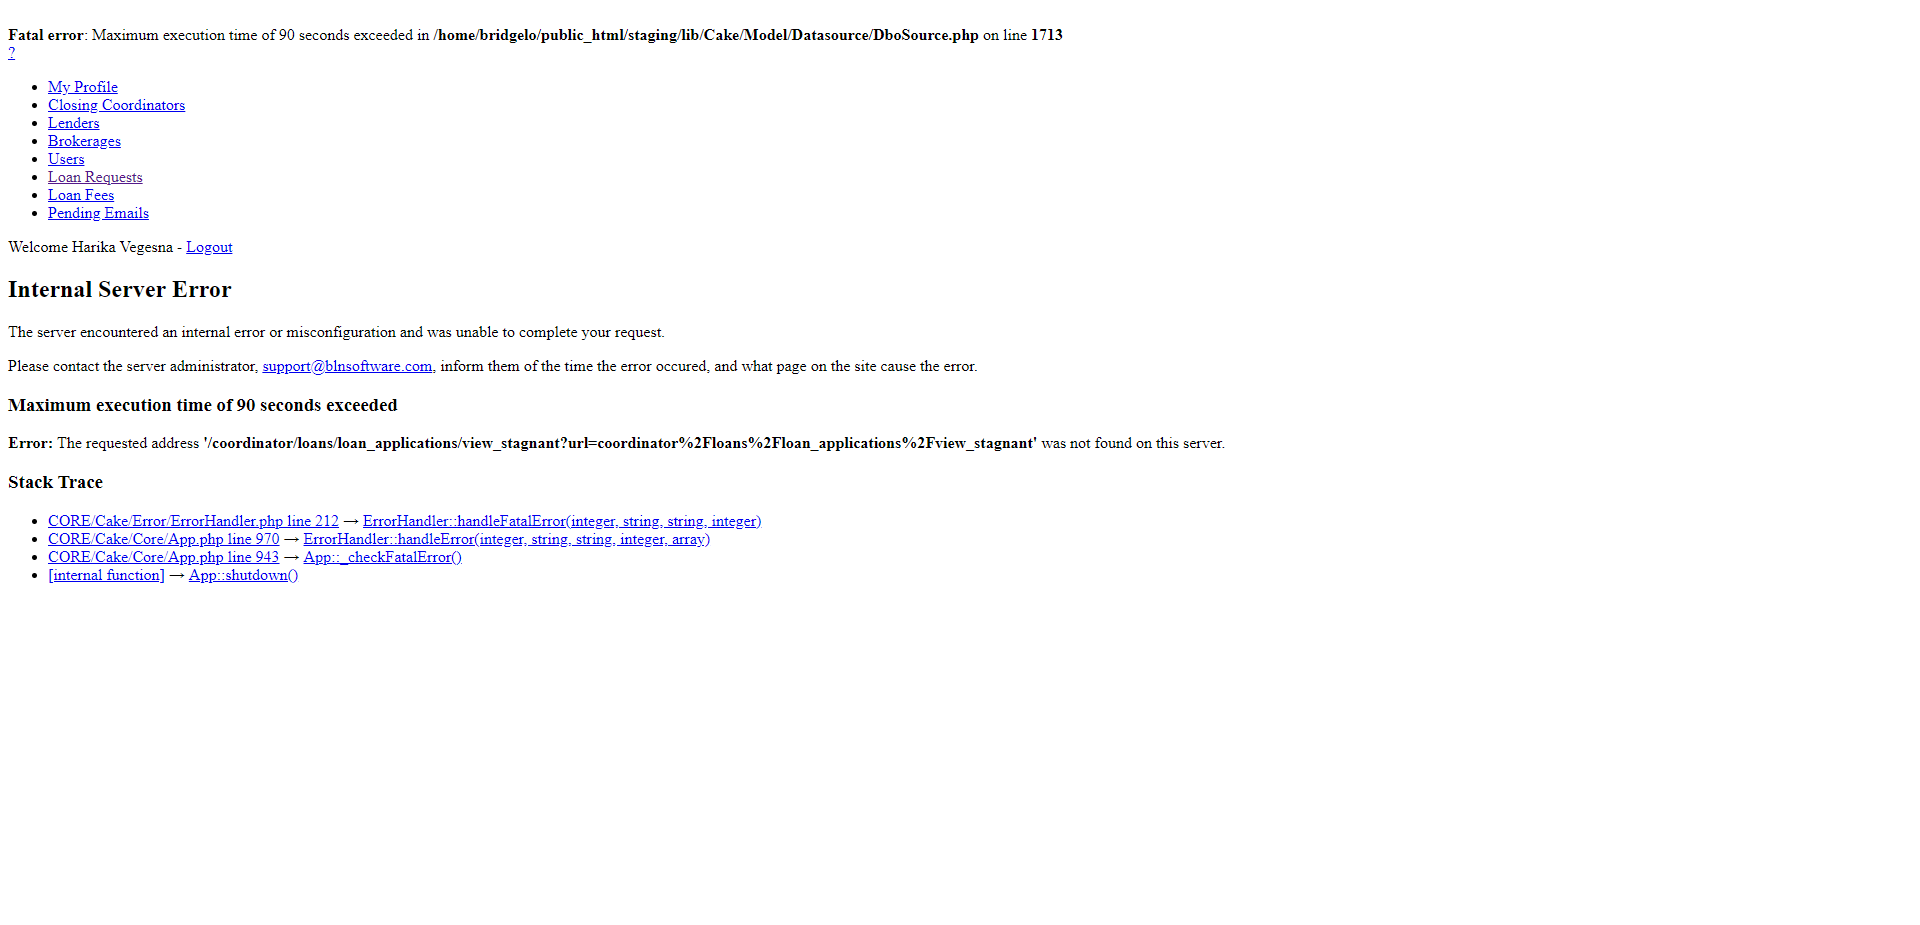 Fatal error: Maximum execution time of 90 seconds exceeded in /home/bridgelo/public_html/staging/lib/Cake/Model/Datasource/DboSource.php on line 1713
?
My Profile
Closing Coordinators
Lenders
Brokerages
Users
Loan Requests
Loan Fees
Pending Emails
Welcome Harika Vegesna - Logout
Internal Server Error
The server encountered an internal error or misconfiguration and was unable to complete your request.
Please contact the server administrator, support@blnsoftware.com, inform them of the time the error occured, and what page on the site cause the error.
Maximum execution time of 90 seconds exceeded
Error: The requested address '/coordinator/loans/loan_applications/view_stagnant?url=coordinator%2Floans%2Floan_applications%2Fview_stagnant' was not found on this server.
Stack Trace
CORE/Cake/Error/ErrorHandler.php line 212 → ErrorHandler::handleFatalError(integer, string, string, integer)
CORE/Cake/Core/App.php line 970 → ErrorHandler::handleError(integer, string, string, integer, array)
CORE/Cake/Core/App.php line 943 → App::_checkFatalError()
[internal function] → App::shutdown()